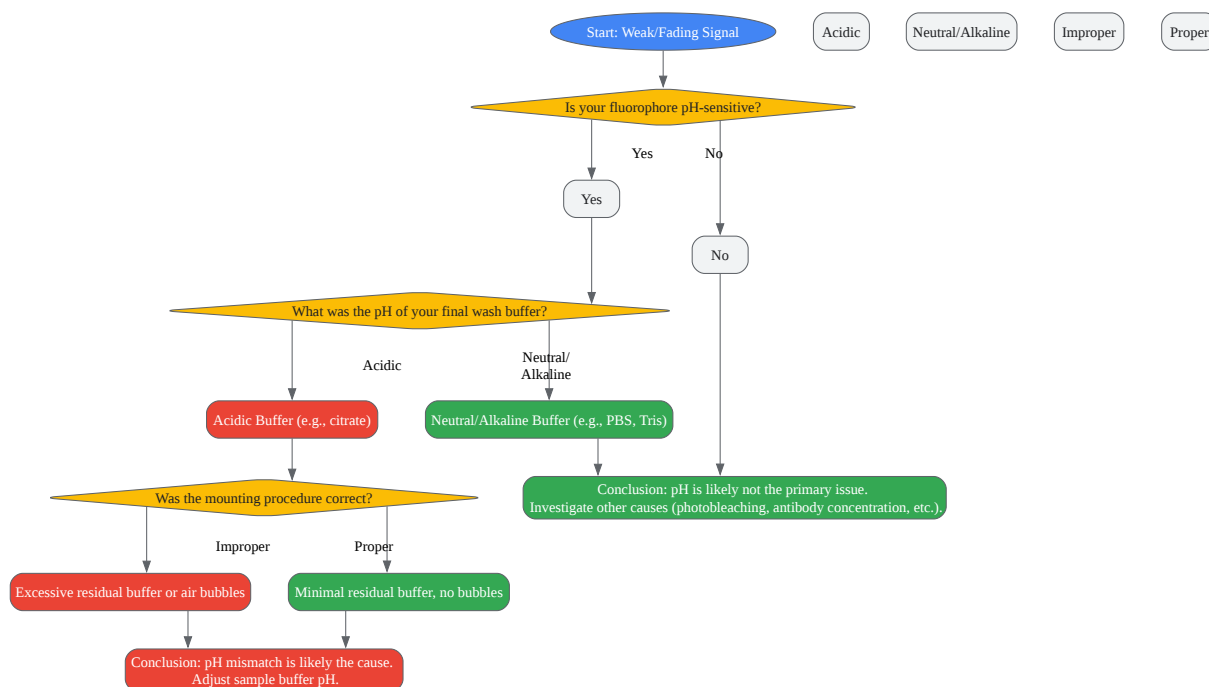 Start: Weak/Fading Signal
Acidic
Neutral/Alkaline
Improper
Proper
Is your fluorophore pH-sensitive?
Yes
No
Yes
No
What was the pH of your final wash buffer?
Acidic
Neutral/
Alkaline
Acidic Buffer (e.g., citrate)
Neutral/Alkaline Buffer (e.g., PBS, Tris)
Was the mounting procedure correct?
Conclusion: pH is likely not the primary issue.
Investigate other causes (photobleaching, antibody concentration, etc.).
Improper
Proper
Excessive residual buffer or air bubbles
Minimal residual buffer, no bubbles
Conclusion: pH mismatch is likely the cause.
Adjust sample buffer pH.